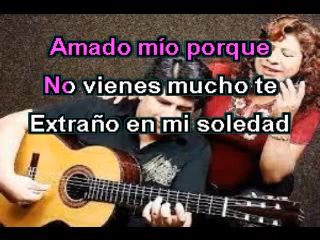 Amado mío porque
No vienes mucho te
Extraño en mi soledad